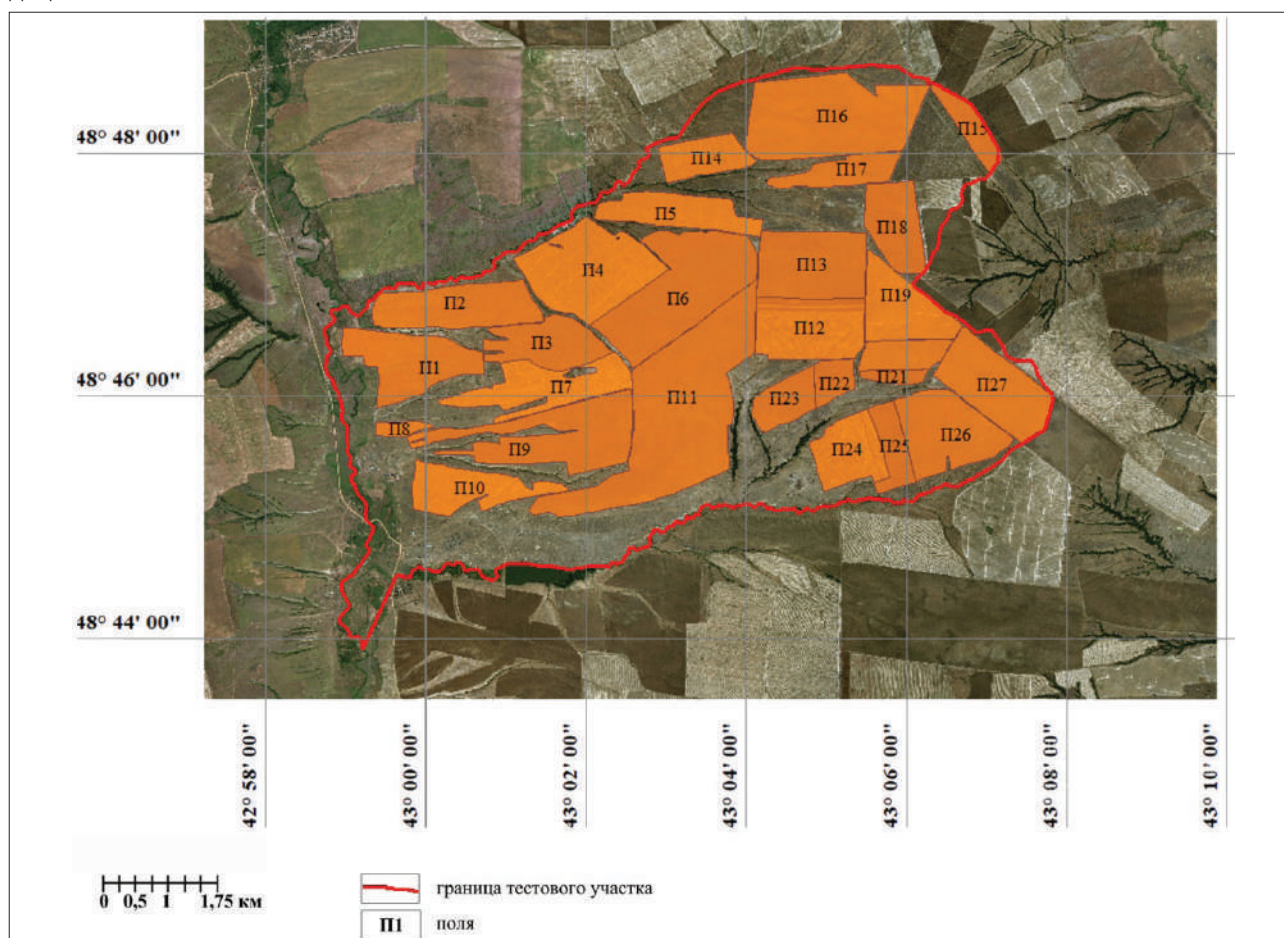 П16
48° 48' 00"
П15
П14
П17
П5
П18
П13
П4
П19
П6
П2
П12
П3
П1
48° 46' 00"
П21
П22
П27
П7
П11
П23
П8
П26
П9
П24
П25
П10
48° 44' 00"
42° 58' 00"
43° 00' 00"
43° 02' 00"
43° 04' 00"
43° 06' 00"
43° 08' 00"
43° 10' 00"
0 0,5 1 1,75 км
граница тестового участка
П1 поля